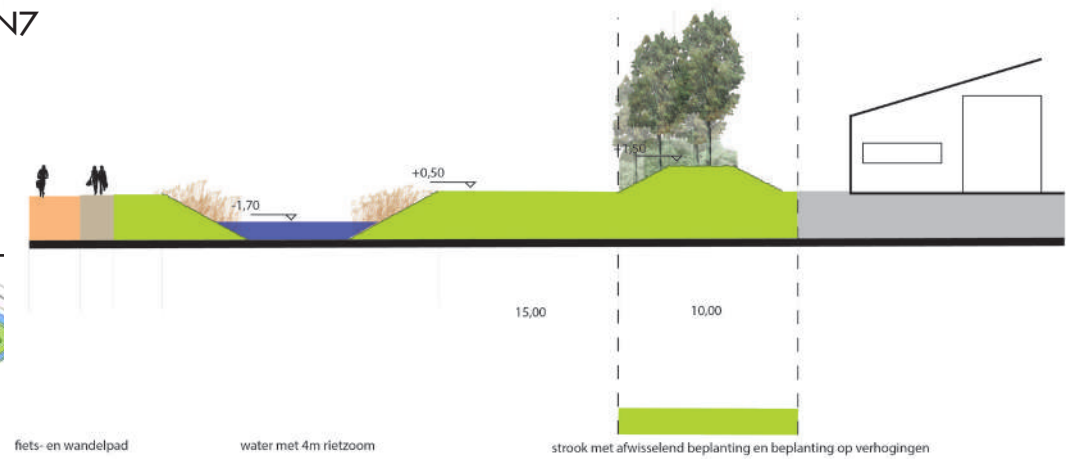 N7
+1,50
+0,50
-1,70
15,00
10,00
fiets- en wandelpad
water met 4m rietzoom
strook met afwisselend beplanting en beplanting op verhogingen